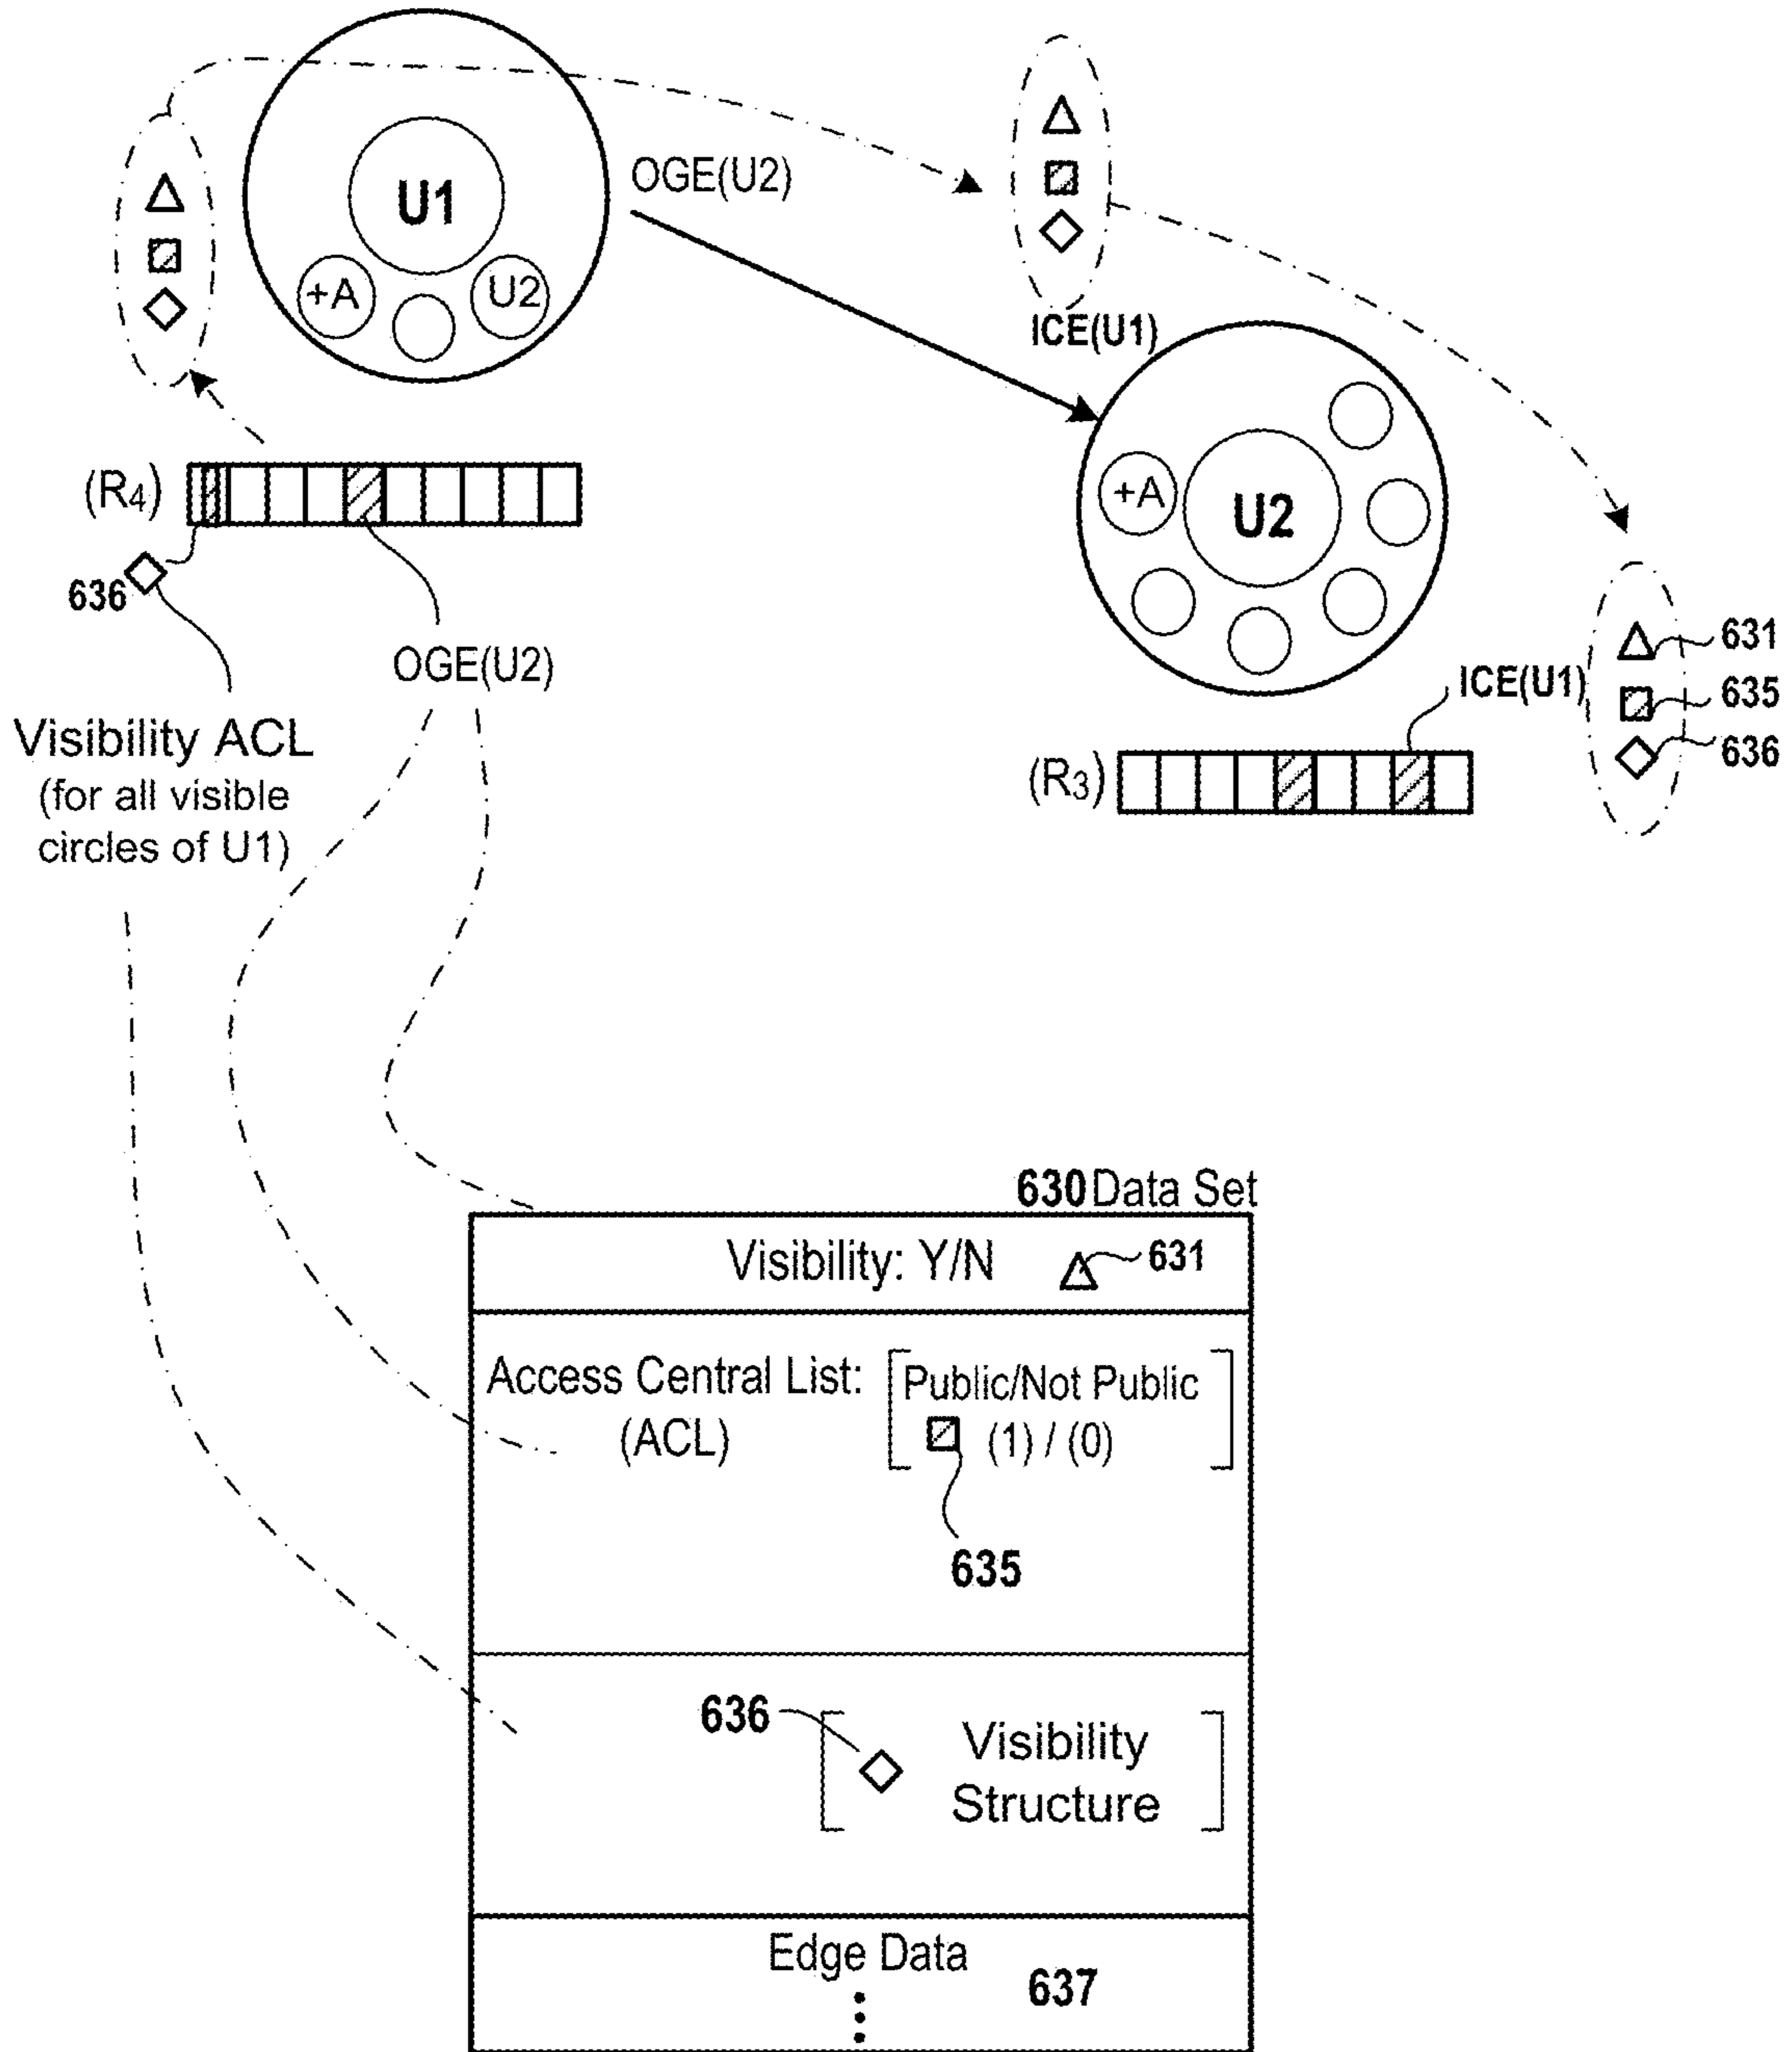 U1
+A
U2
OGE(U2)
ICE(U1)
+A
U2
(R4)
636
OGE(U2)
Visibility ACL
(for all visible
circles of U1)
631
635
636
ICE(U1)
(R3)
630 Data Set
Visibility: Y/N
631
Access Central List:
(ACL)
Public/Not Public
(1) / (0)
635
636
Visibility
Structure
Edge Data
637